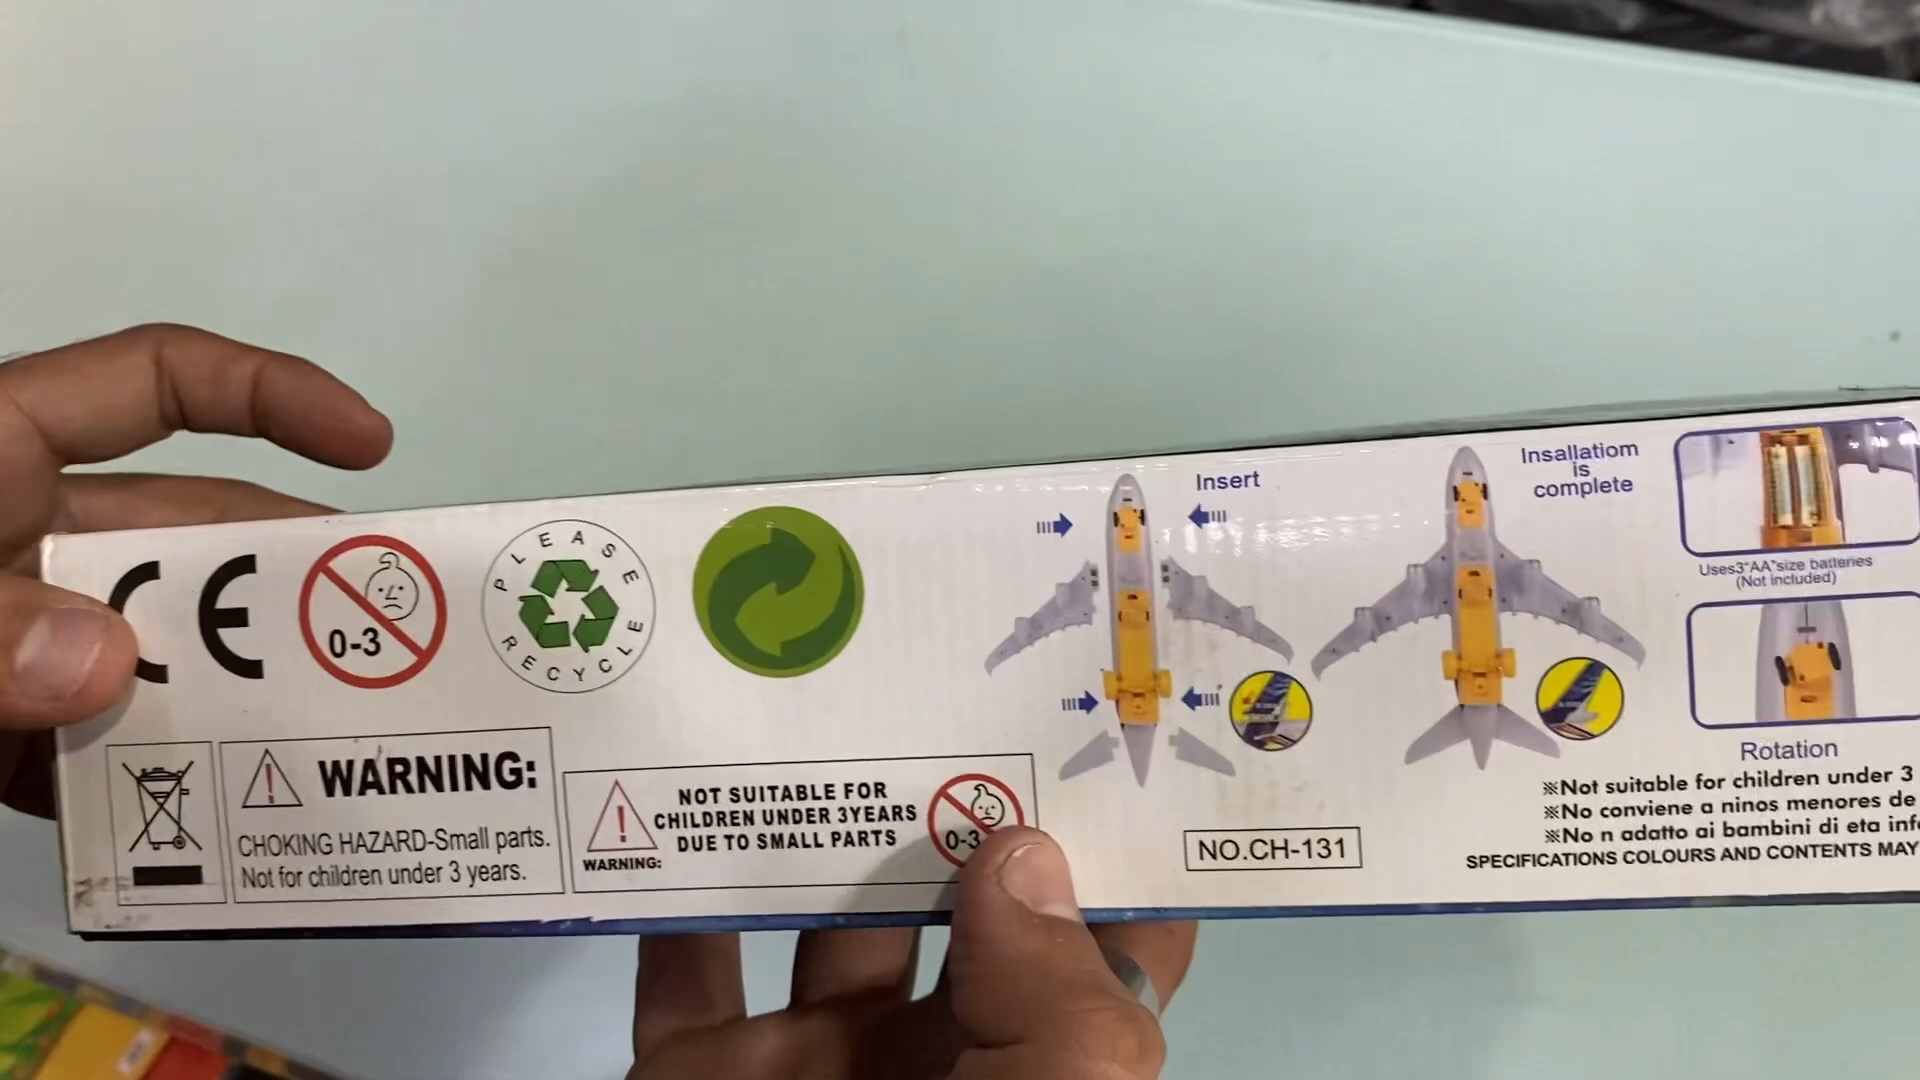 CE
0-3
PLEASE
RECYCLE
WARNING:
CHOKING HAZARD-Small parts.
Not for children under 3 years.
NOT SUITABLE FOR
CHILDREN UNDER 3YEARS
DUE TO SMALL PARTS
WARNING:
0-3
Insert
Insallatiom
is
complete
Uses3"AA"size batteries
(Not included)
Rotation
NO.CH-131
※Not suitable for children under 3
※No conviene a ninos menores de
※No n adatto ai bambini di eta
SPECIFICATIONS COLOURS AND CONTENTS MAY